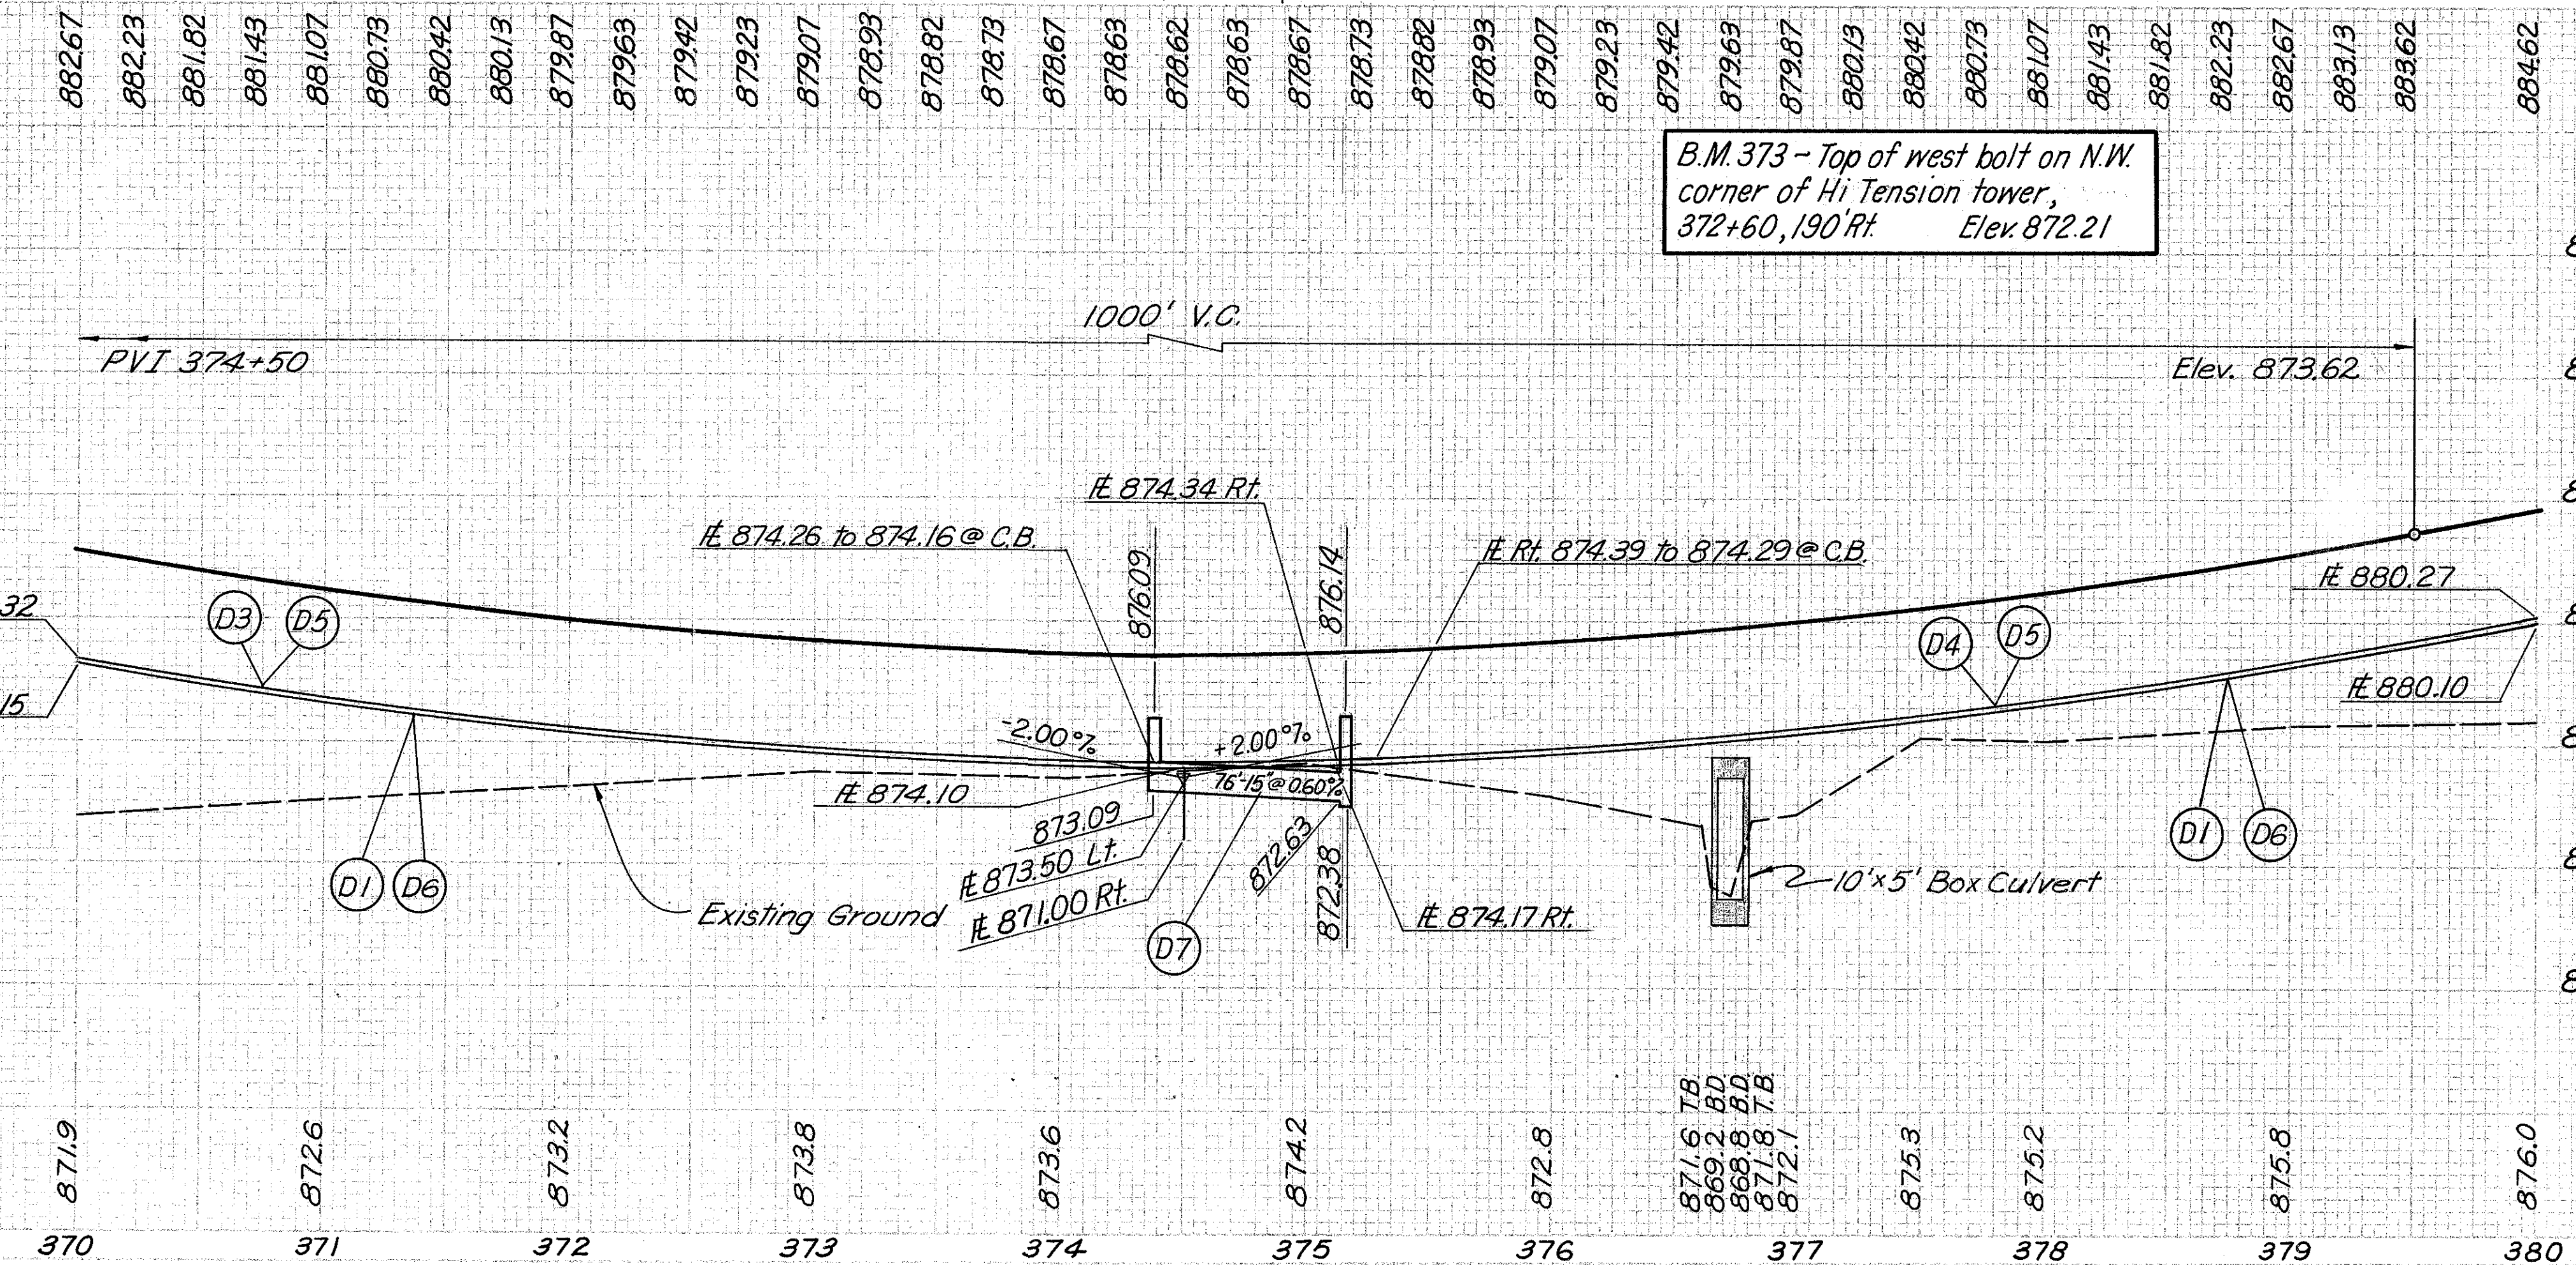 882.67 882.23 881.82 881.43 881.07 880.73 880.42 880.13 879.87 879.63 879.42 879.23 879.07 878.93 878.82 878.73 878.67 878.63 878.62 878.63 878.67 878.73 878.82 878.93 879.07 879.23 879.42 879.63 879.87 880.13 880.42 880.73 881.07 881.43 881.82 882.23 882.67 883.13 883.62 884.62
B.M. 373 - Top of west bolt on N.W.
corner of Hi Tension tower,
372+60, 190' Rt. Elev. 872.21
1000' V.C.
PVI 374+50
Elev. 873.62
℄ 874.34 Rt.
℄ 874.26 to 874.16 @ C.B.
876.09
876.14
℄ Rt. 874.39 to 874.29 @ C.B.
℄ 880.27
32
D3 D5
D4 D5
15
℄ 880.10
-2.00%
+2.00%
76'-15" @ 0.60%
℄ 874.10
873.09
℄ 873.50 Lt.
℄ 871.00 Rt.
872.63
872.38
D1 D6
D1 D6
10'x5' Box Culvert
Existing Ground
℄ 874.17 Rt.
D7
871.9 872.6 873.2 873.8 873.6 874.2 872.8
871.6 T.B.
869.2 B.D.
868.8 B.D.
871.8 T.B.
872.1
875.3 875.2 875.8 876.0
370 371 372 373 374 375 376 377 378 379 380